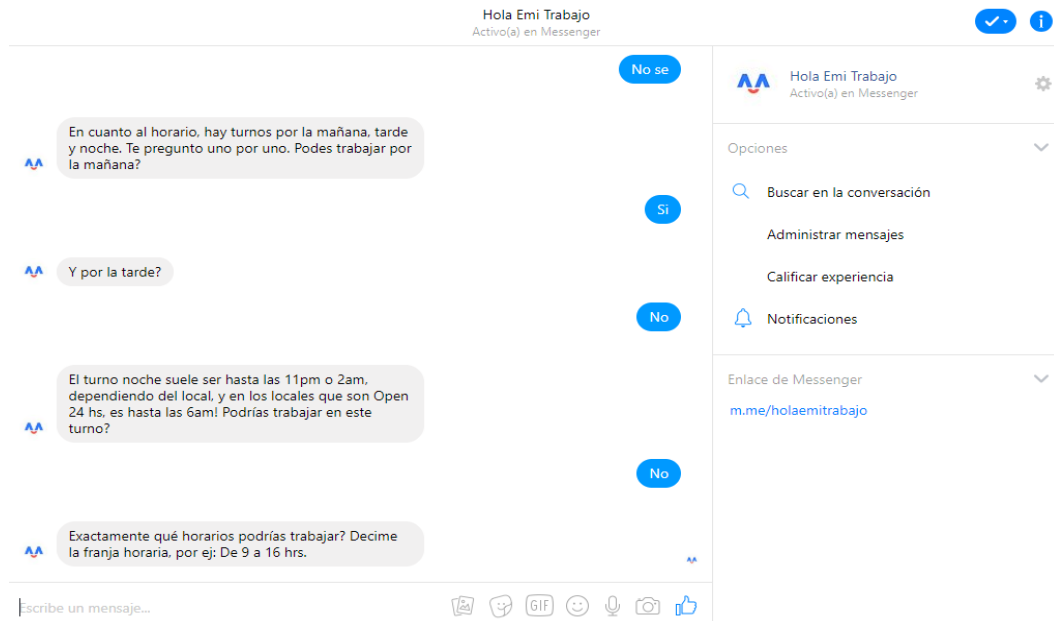 Hola Emi Trabajo
Activo(a) en Messenger
No se
En cuanto al horario, hay turnos por la mañana, tarde
y noche. Te pregunto uno por uno. Podes trabajar por
la mañana?
Si
Y por la tarde?
No
El turno noche suele ser hasta las 11pm o 2am,
dependiendo del local, y en los locales que son Open
24 hs, es hasta las 6am! Podrías trabajar en este
turno?
No
Exactamente qué horarios podrías trabajar? Decime
la franja horaria, por ej: De 9 a 16 hrs.
Escribe un mensaje...
GIF
Hola Emi Trabajo
Activo(a) en Messenger
Opciones
Buscar en la conversación
Administrar mensajes
Calificar experiencia
Notificaciones
Enlace de Messenger
m.me/holaemitrabajo